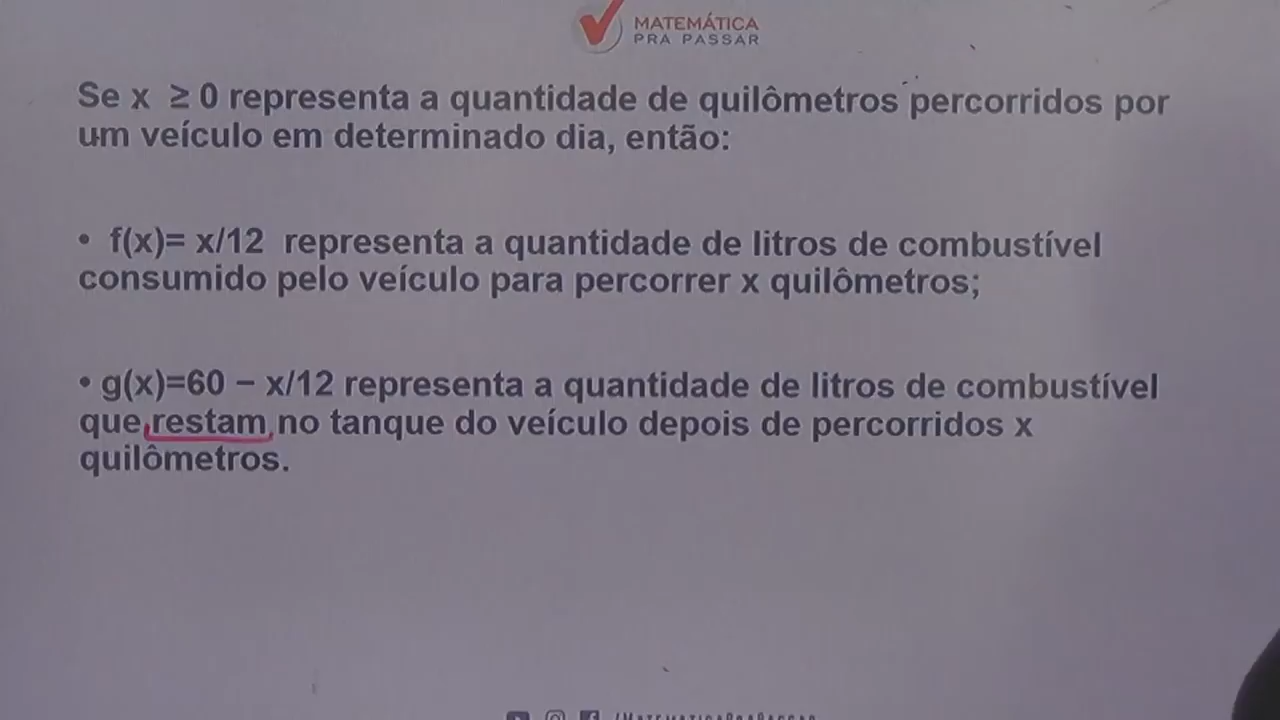 MATEMÁTICA
PRA PASSAR
Se x ≥ 0 representa a quantidade de quilômetros percorridos por
um veículo em determinado dia, então:
• f(x)= x/12 representa a quantidade de litros de combustível
consumido pelo veículo para percorrer x quilômetros;
• g(x)=60 – x/12 representa a quantidade de litros de combustível
que restam no tanque do veículo depois de percorridos x
quilômetros.
/MATEMATICAPRAPASSAR